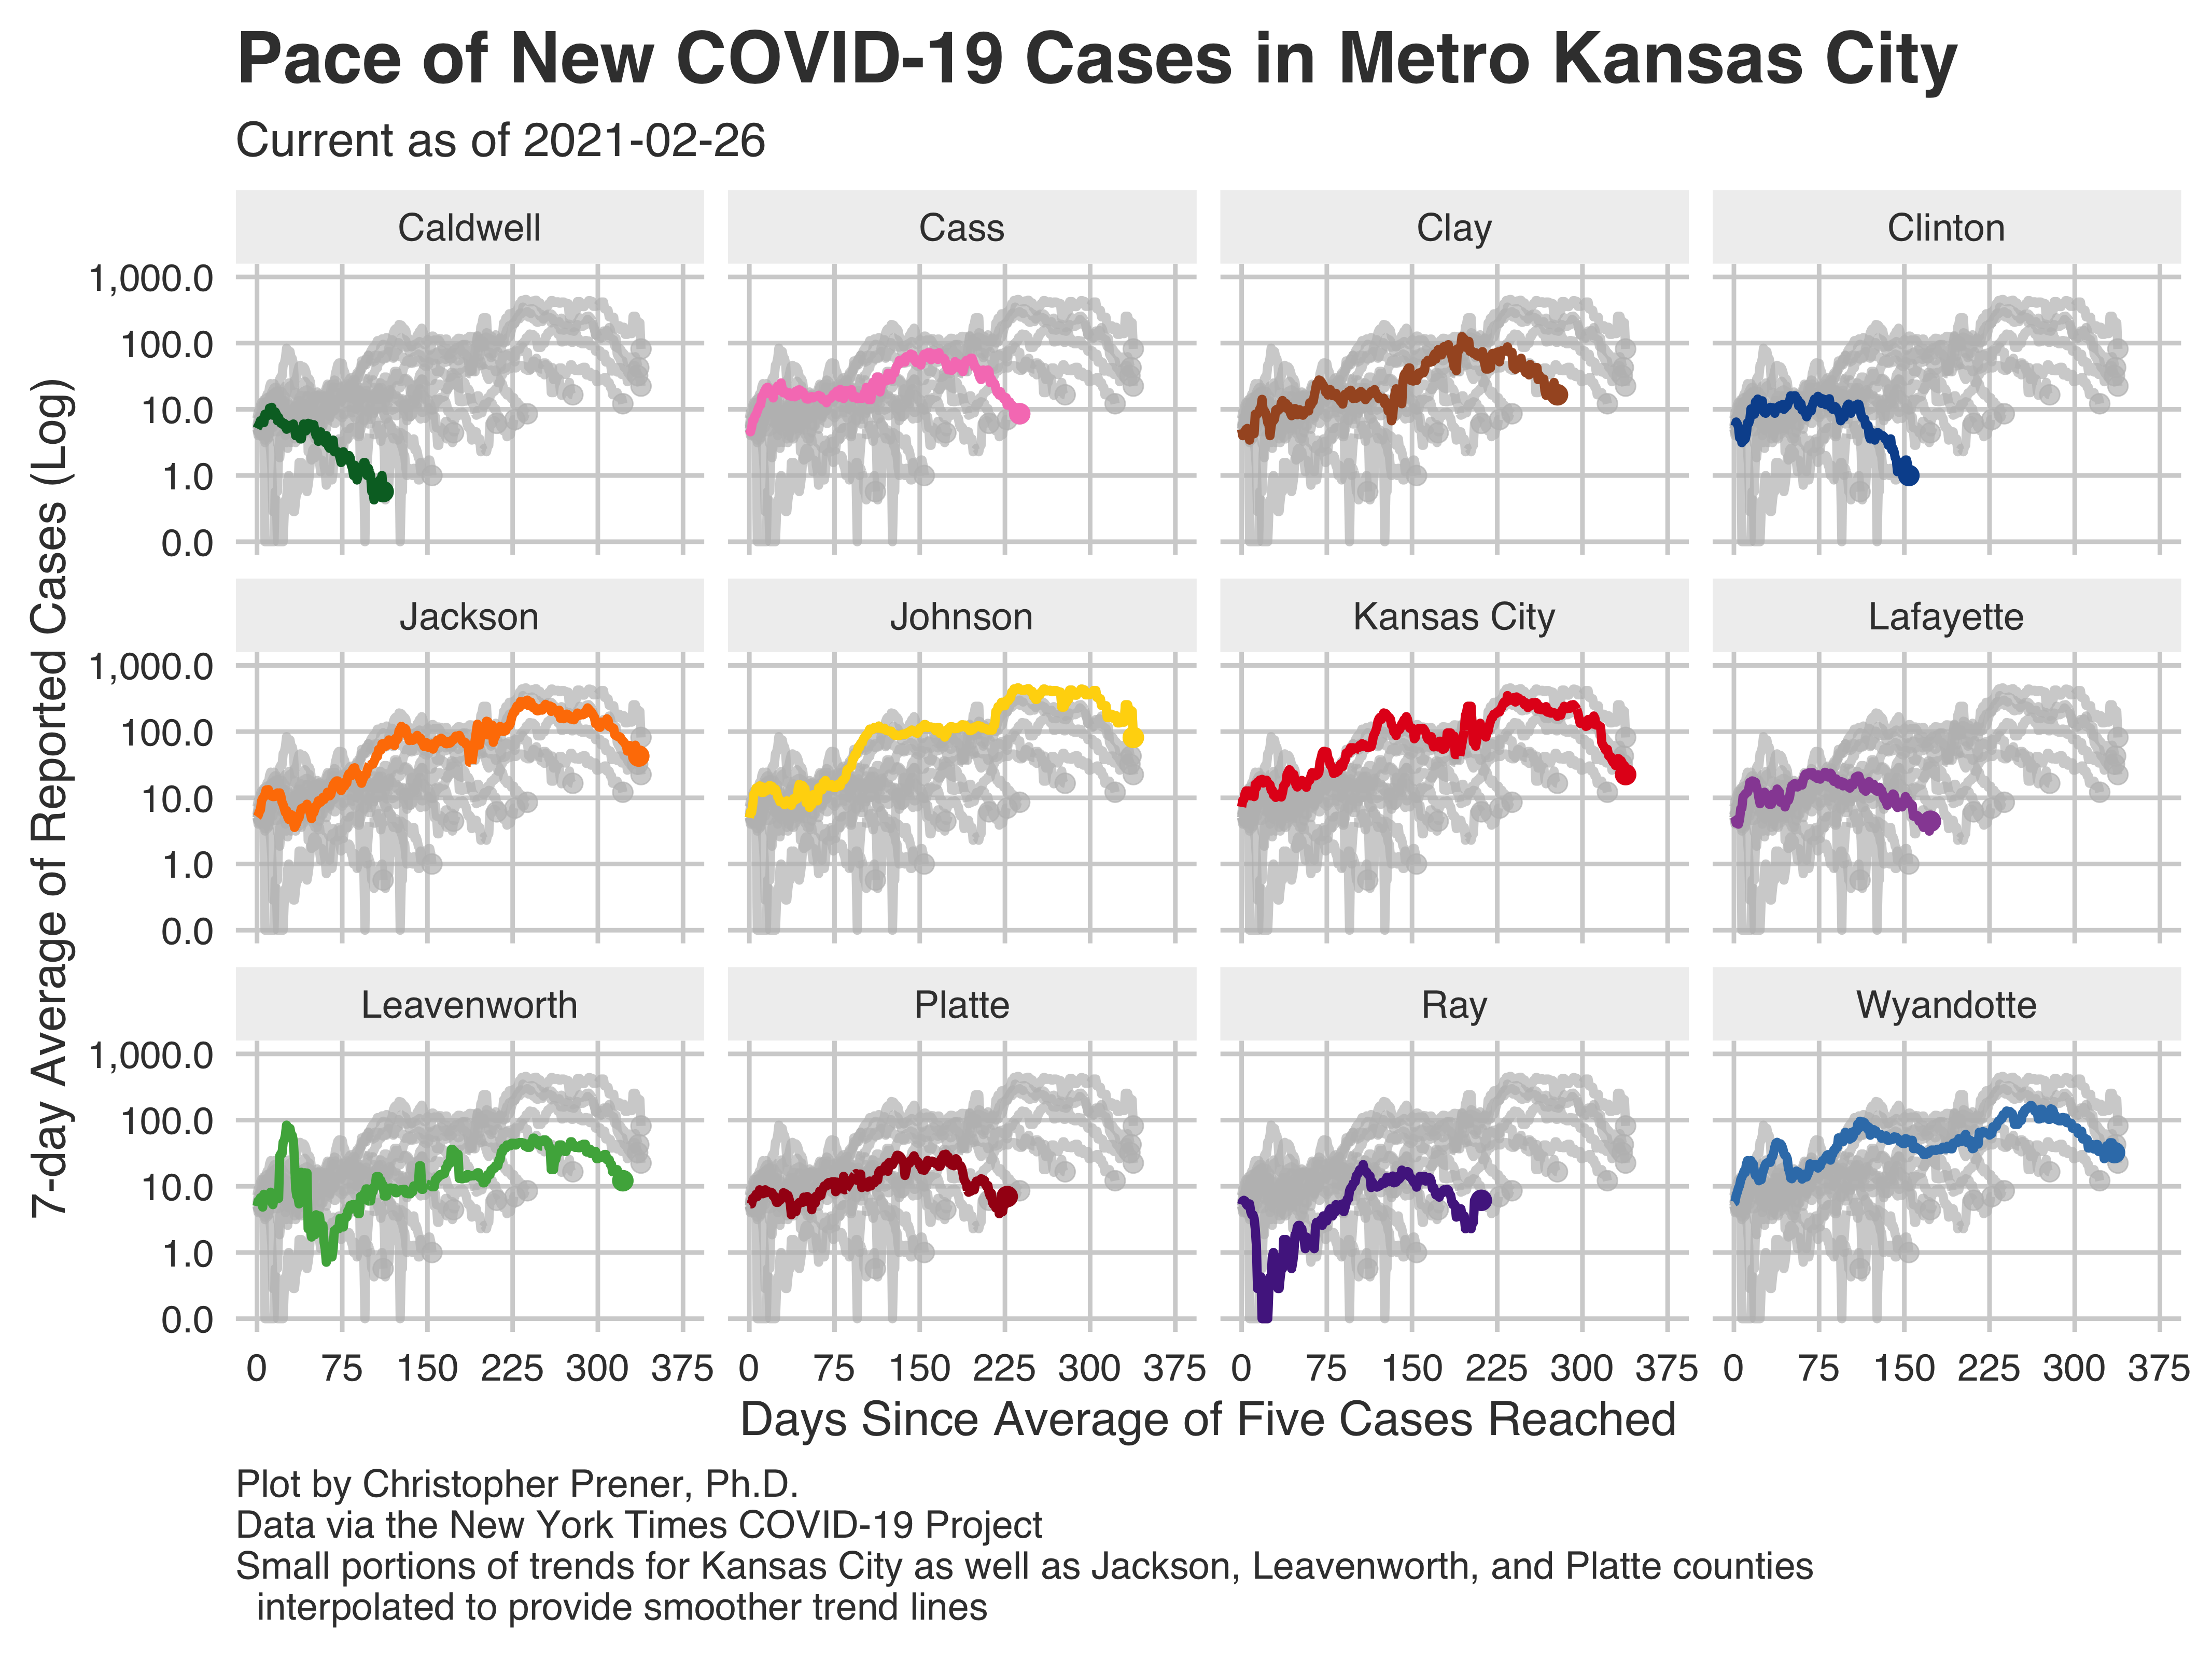 Pace of New COVID-19 Cases in Metro Kansas City
Current as of 2021-02-26
7-day Average of Reported Cases (Log)
Caldwell Cass Clay Clinton
1,000.0
100.0
10.0
1.0
0.0
Jackson Johnson Kansas City Lafayette
1,000.0
100.0
10.0
1.0
0.0
Leavenworth Platte Ray Wyandotte
1,000.0
100.0
10.0
1.0
0.0
0 75 150 225 300 375 0 75 150 225 300 375 0 75 150 225 300 375 0 75 150 225 300 375
Days Since Average of Five Cases Reached
Plot by Christopher Prener, Ph.D.
Data via the New York Times COVID-19 Project
Small portions of trends for Kansas City as well as Jackson, Leavenworth, and Platte counties
interpolated to provide smoother trend lines